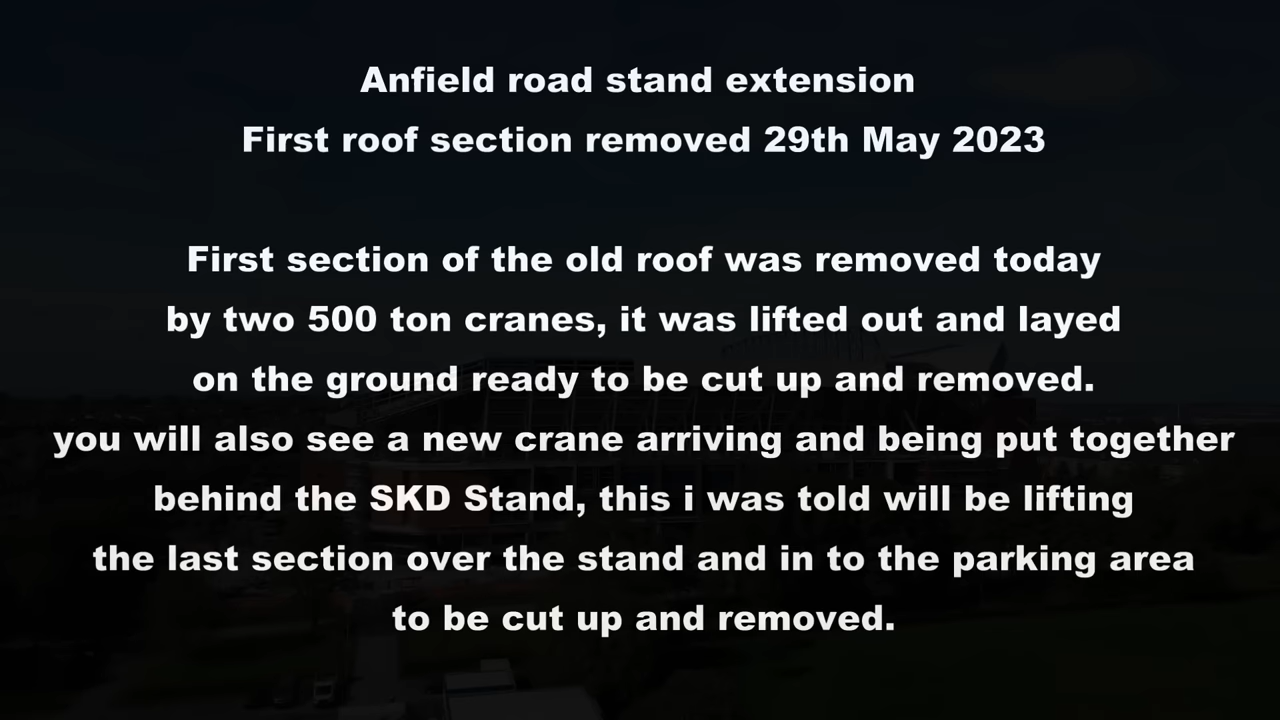 Anfield road stand extension
First roof section removed 29th May 2023
First section of the old roof was removed today
by two 500 ton cranes, it was lifted out and layed
on the ground ready to be cut up and removed.
you will also see a new crane arriving and being put together
behind the SKD Stand, this i was told will be lifting
the last section over the stand and in to the parking area
to be cut up and removed.